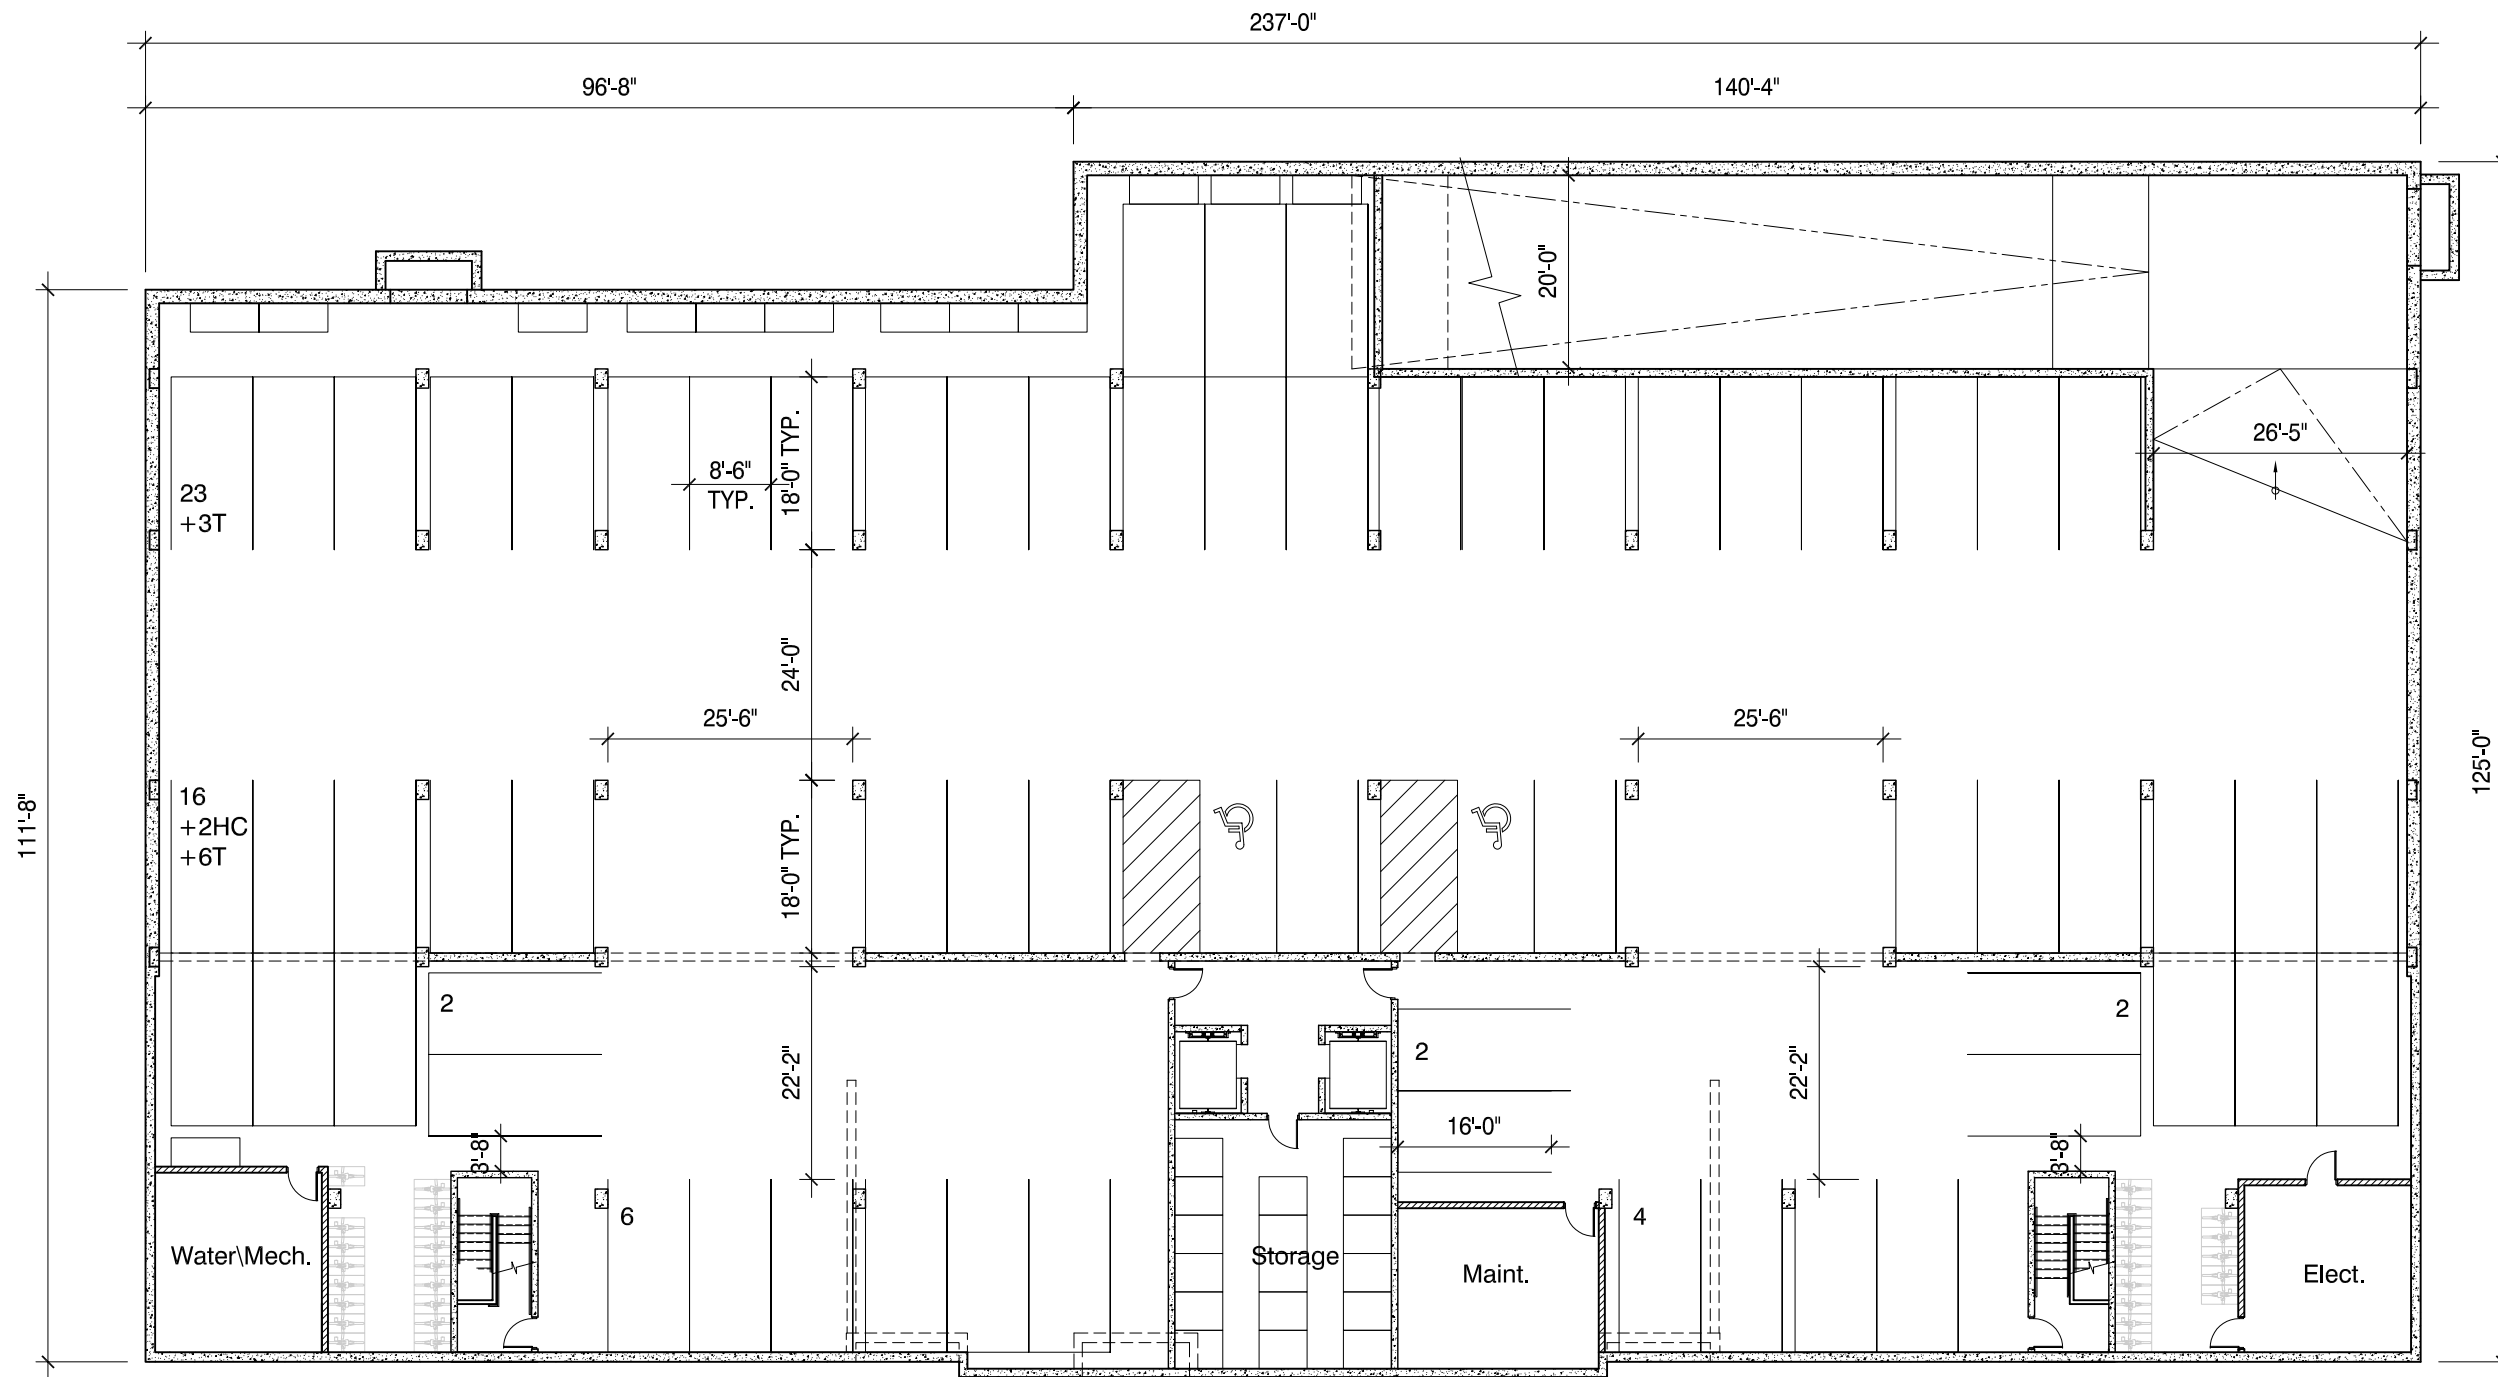 237'-0"
96'-8"
140'-4"
20'-0"
26'-5"
18'-0" TYP.
8'-6"
TYP.
23
+3T
24'-0"
25'-6"
25'-6"
125'-0"
111'-8"
16
+2HC
+6T
18'-0" TYP.
2
2
2
22'-2"
22'-2"
16'-0"
3'-8"
3'-8"
6
4
Water\Mech.
Storage
Maint.
Elect.